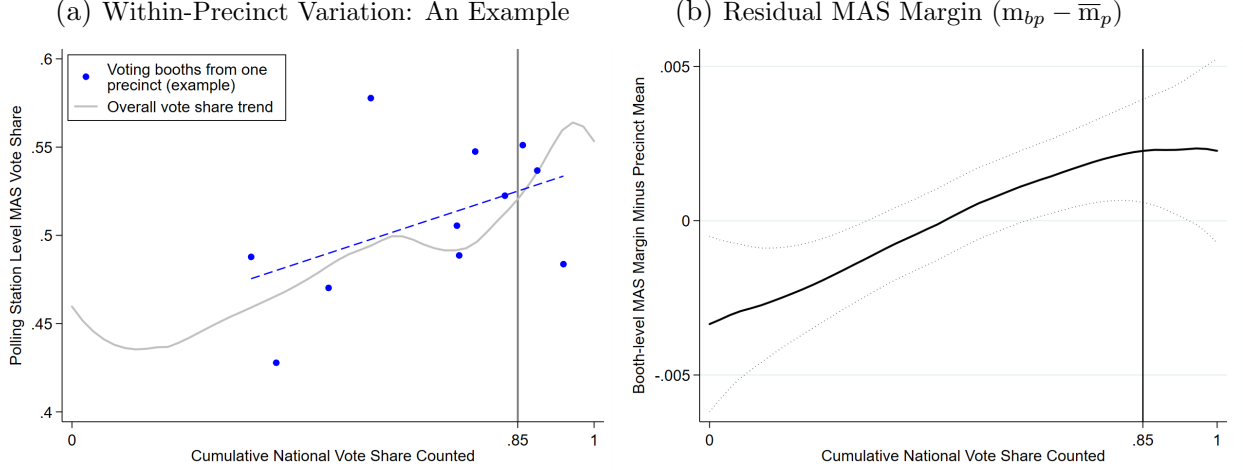 (a) Within-Precinct Variation: An Example
Polling Station Level MAS Vote Share
.6
.55
.5
.45
.4
Voting booths from one
precinct (example)
Overall vote share trend
0
.85
1
Cumulative National Vote Share Counted
(b) Residual MAS Margin (m_{bp} − m̅_p)
Booth-level MAS Margin Minus Precinct Mean
.005
0
-.005
0
.85
1
Cumulative National Vote Share Counted